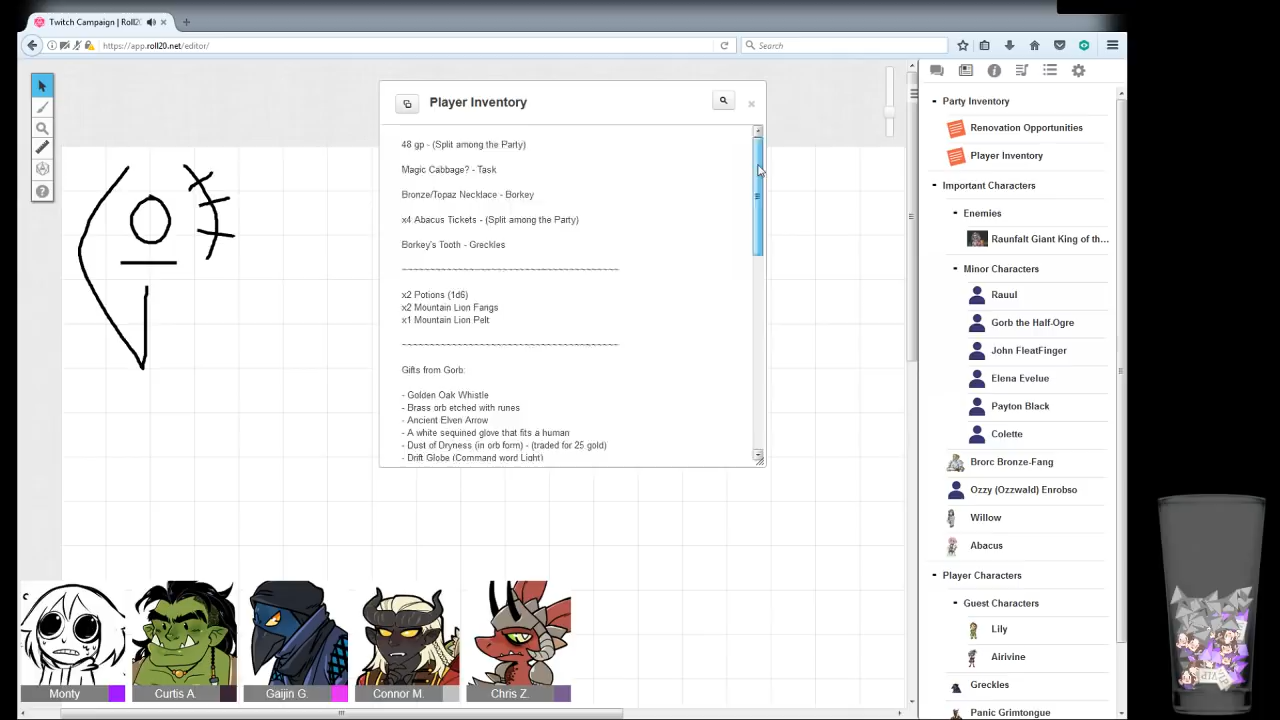 Twitch Campaign | Roll20
https://app.roll20.net/editor/
Search
Player Inventory
48 gp - (Split among the Party)
Magic Cabbage? - Task
Bronze/Topaz Necklace - Borkey
x4 Abacus Tickets - (Split among the Party)
Borkey's Tooth - Greckles
~~~~~~~~~~~~~~~~~~~~~~~~~~~~~~~~~~~~~~
x2 Potions (1d6)
x2 Mountain Lion Fangs
x1 Mountain Lion Pelt
~~~~~~~~~~~~~~~~~~~~~~~~~~~~~~~~~~~~~~
Gifts from Gorb:
- Golden Oak Whistle
- Brass orb etched with runes
- Ancient Elven Arrow
- A white sequined glove that fits a human
- Dust of Dryness (in orb form) - (traded for 25 gold)
- Drift Globe (Command word Light)
Party Inventory
Renovation Opportunities
Player Inventory
Important Characters
Enemies
Raunfalt Giant King of th...
Minor Characters
Rauul
Gorb the Half-Ogre
John FleatFinger
Elena Evelue
Payton Black
Colette
Brorc Bronze-Fang
Ozzy (Ozzwald) Enrobso
Willow
Abacus
Player Characters
Guest Characters
Lily
Airivine
Greckles
Panic Grimtongue
Monty
Curtis A.
Gaijin G.
Connor M.
Chris Z.